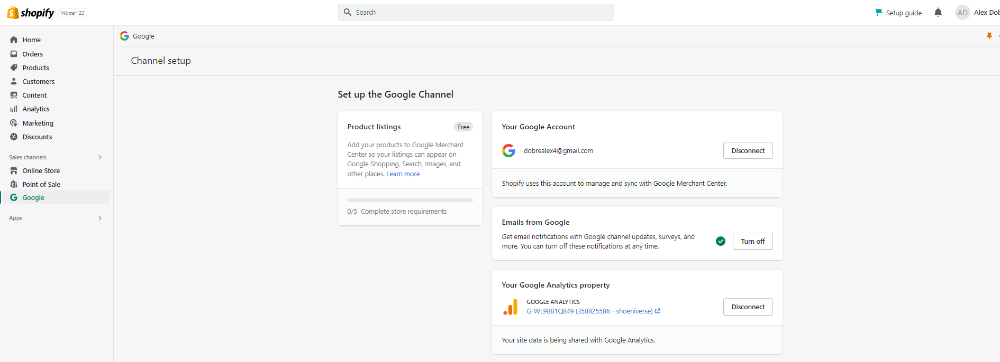 shopify Winter '23
Search
Setup guide
AD Alex Dob
Home
Orders
Products
Customers
Content
Analytics
Marketing
Discounts
Sales channels
Online Store
Point of Sale
Google
Apps
Google
Channel setup
Set up the Google Channel
Product listings Free
Add your products to Google Merchant
Center so your listings can appear on
Google Shopping, Search, Images, and
other places. Learn more
0/5 Complete store requirements
Your Google Account
dobrealex4@gmail.com Disconnect
Shopify uses this account to manage and sync with Google Merchant Center.
Emails from Google
Get email notifications with Google channel updates, surveys, and
more. You can turn off these notifications at any time.
Turn off
Your Google Analytics property
GOOGLE ANALYTICS
G-WL98B1Q849 (358825586 - shoeniverse)
Disconnect
Your site data is being shared with Google Analytics.